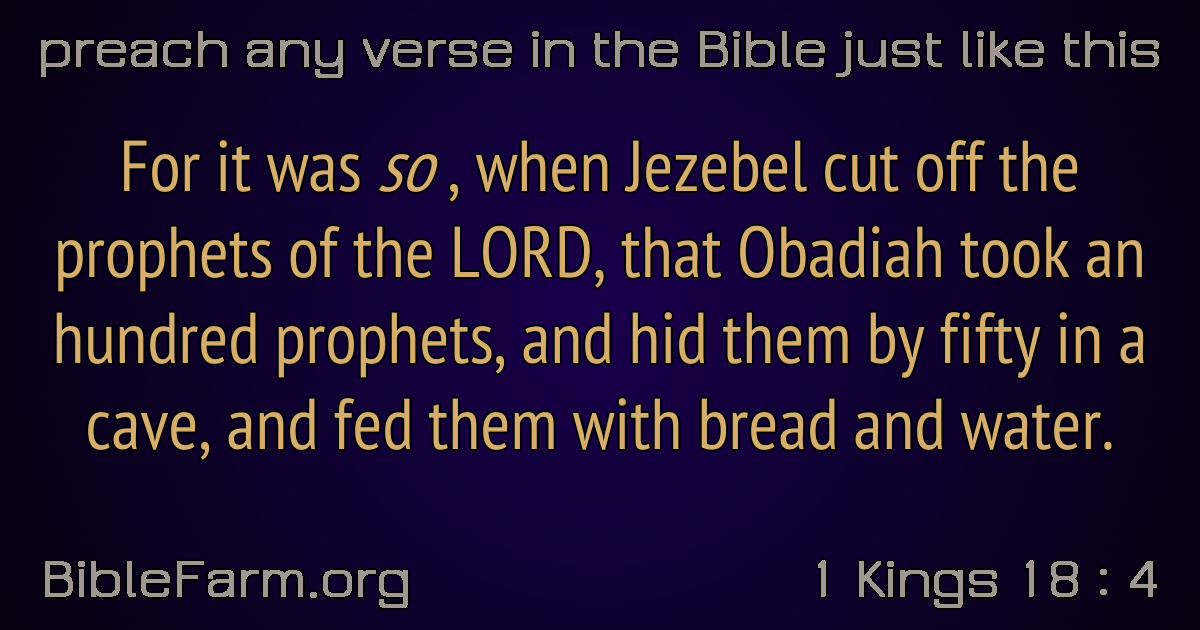 preach any verse in the Bible just like this
For it was so , when Jezebel cut off the
prophets of the LORD, that Obadiah took an
hundred prophets, and hid them by fifty in a
cave, and fed them with bread and water.
BibleFarm.org
1 Kings 18 : 4